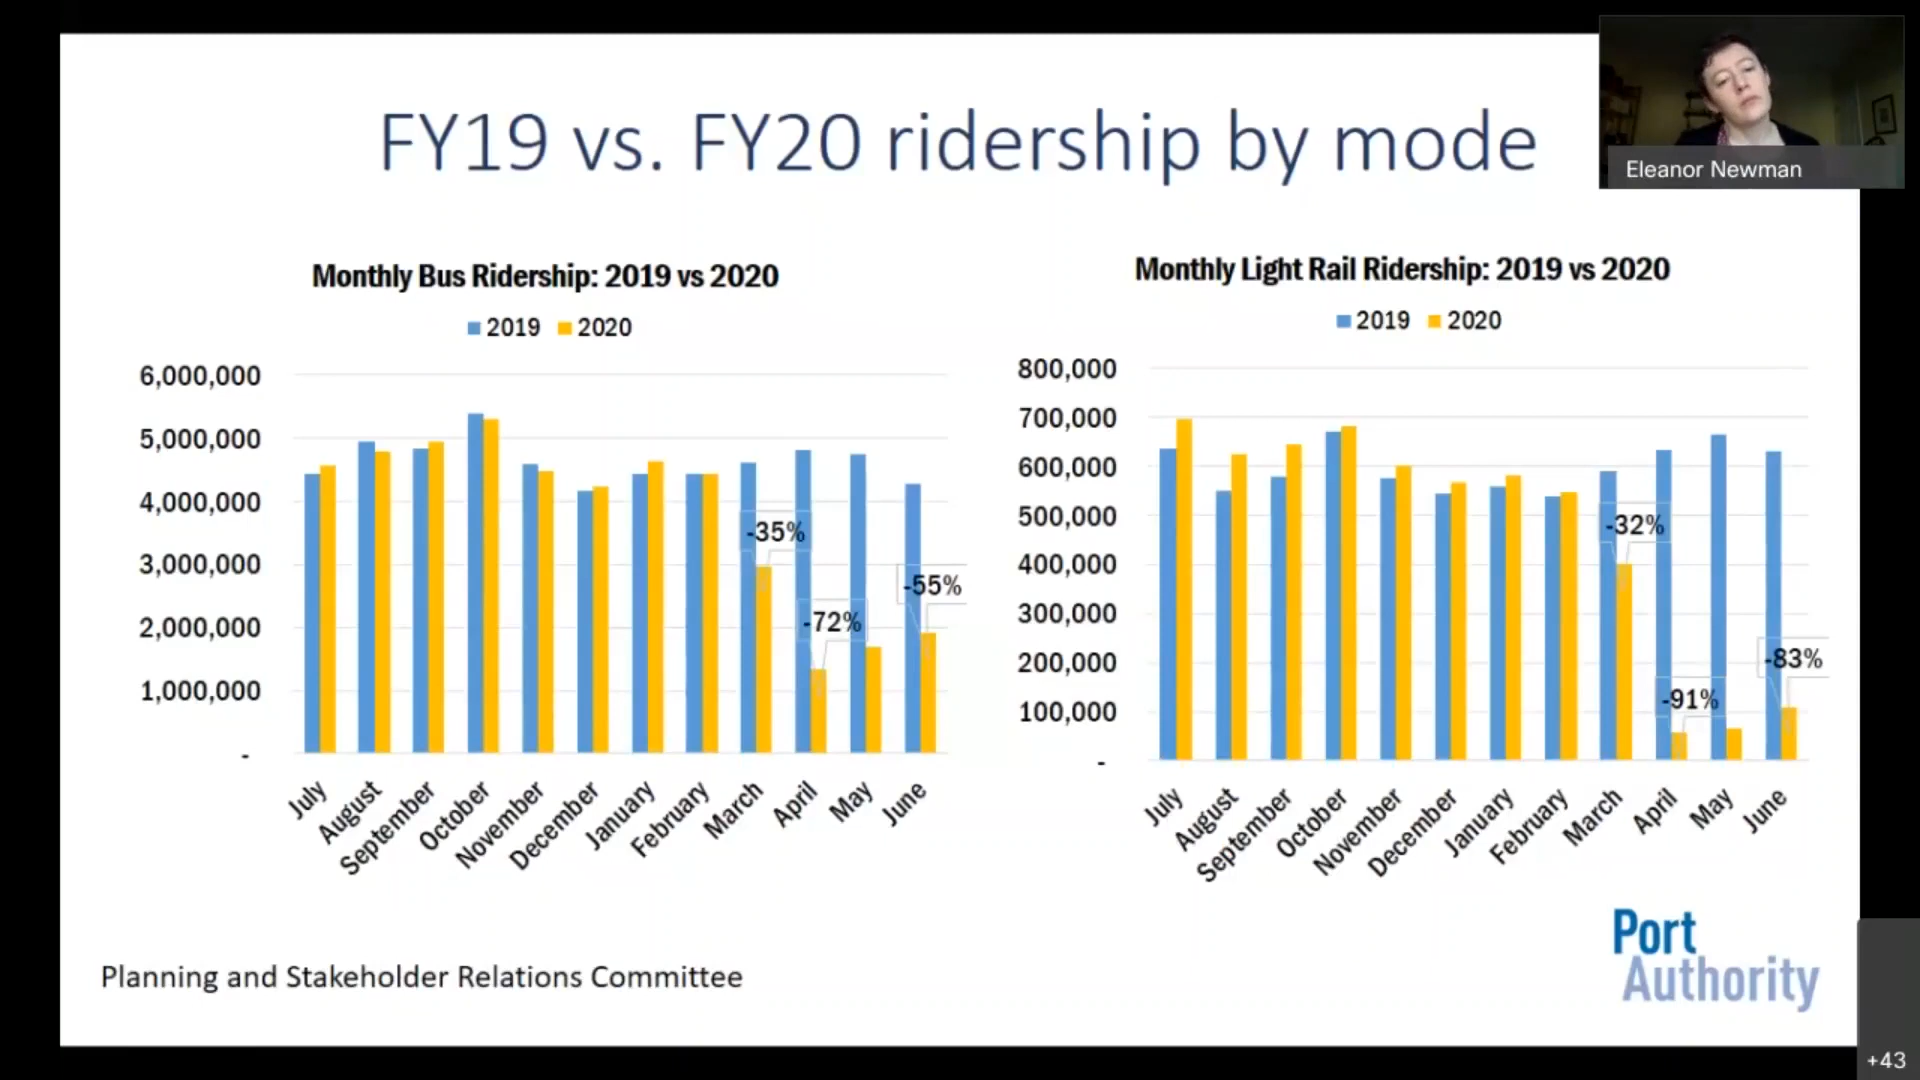 FY19 vs. FY20 ridership by mode
Eleanor Newman
Monthly Bus Ridership: 2019 vs 2020
2019 2020
6,000,000
5,000,000
4,000,000
3,000,000
2,000,000
1,000,000
-
-35%
-72%
-55%
July
August
September
October
November
December
January
February
March
April
May
June
Monthly Light Rail Ridership: 2019 vs 2020
2019 2020
800,000
700,000
600,000
500,000
400,000
300,000
200,000
100,000
-
-32%
-91%
-83%
July
August
September
October
November
December
January
February
March
April
May
June
Planning and Stakeholder Relations Committee
Port
Authority
+43